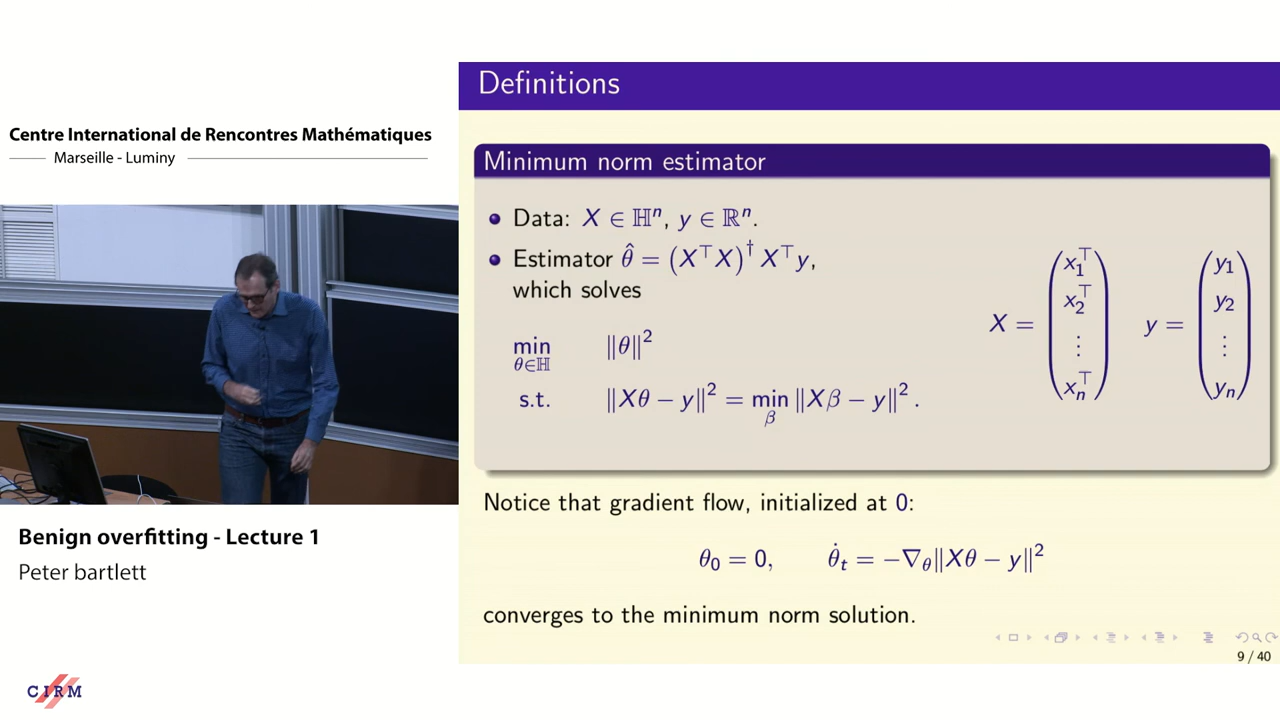 Centre International de Rencontres Mathématiques
Marseille - Luminy
Benign overfitting - Lecture 1
Peter bartlett
CIRM
Definitions
Minimum norm estimator
Data: X ∈ ℍⁿ, y ∈ ℝⁿ.
Estimator θ̂ = (X⊤X)† X⊤y,
which solves
min θ∈ℍ ‖θ‖²
s.t. ‖Xθ − y‖² = min β ‖Xβ − y‖².
X = (x₁⊤ x₂⊤ ⋮ xₙ⊤) y = (y₁ y₂ ⋮ yₙ)
Notice that gradient flow, initialized at 0:
θ₀ = 0, θ̇ₜ = −∇θ‖Xθ − y‖²
converges to the minimum norm solution.
9 / 40